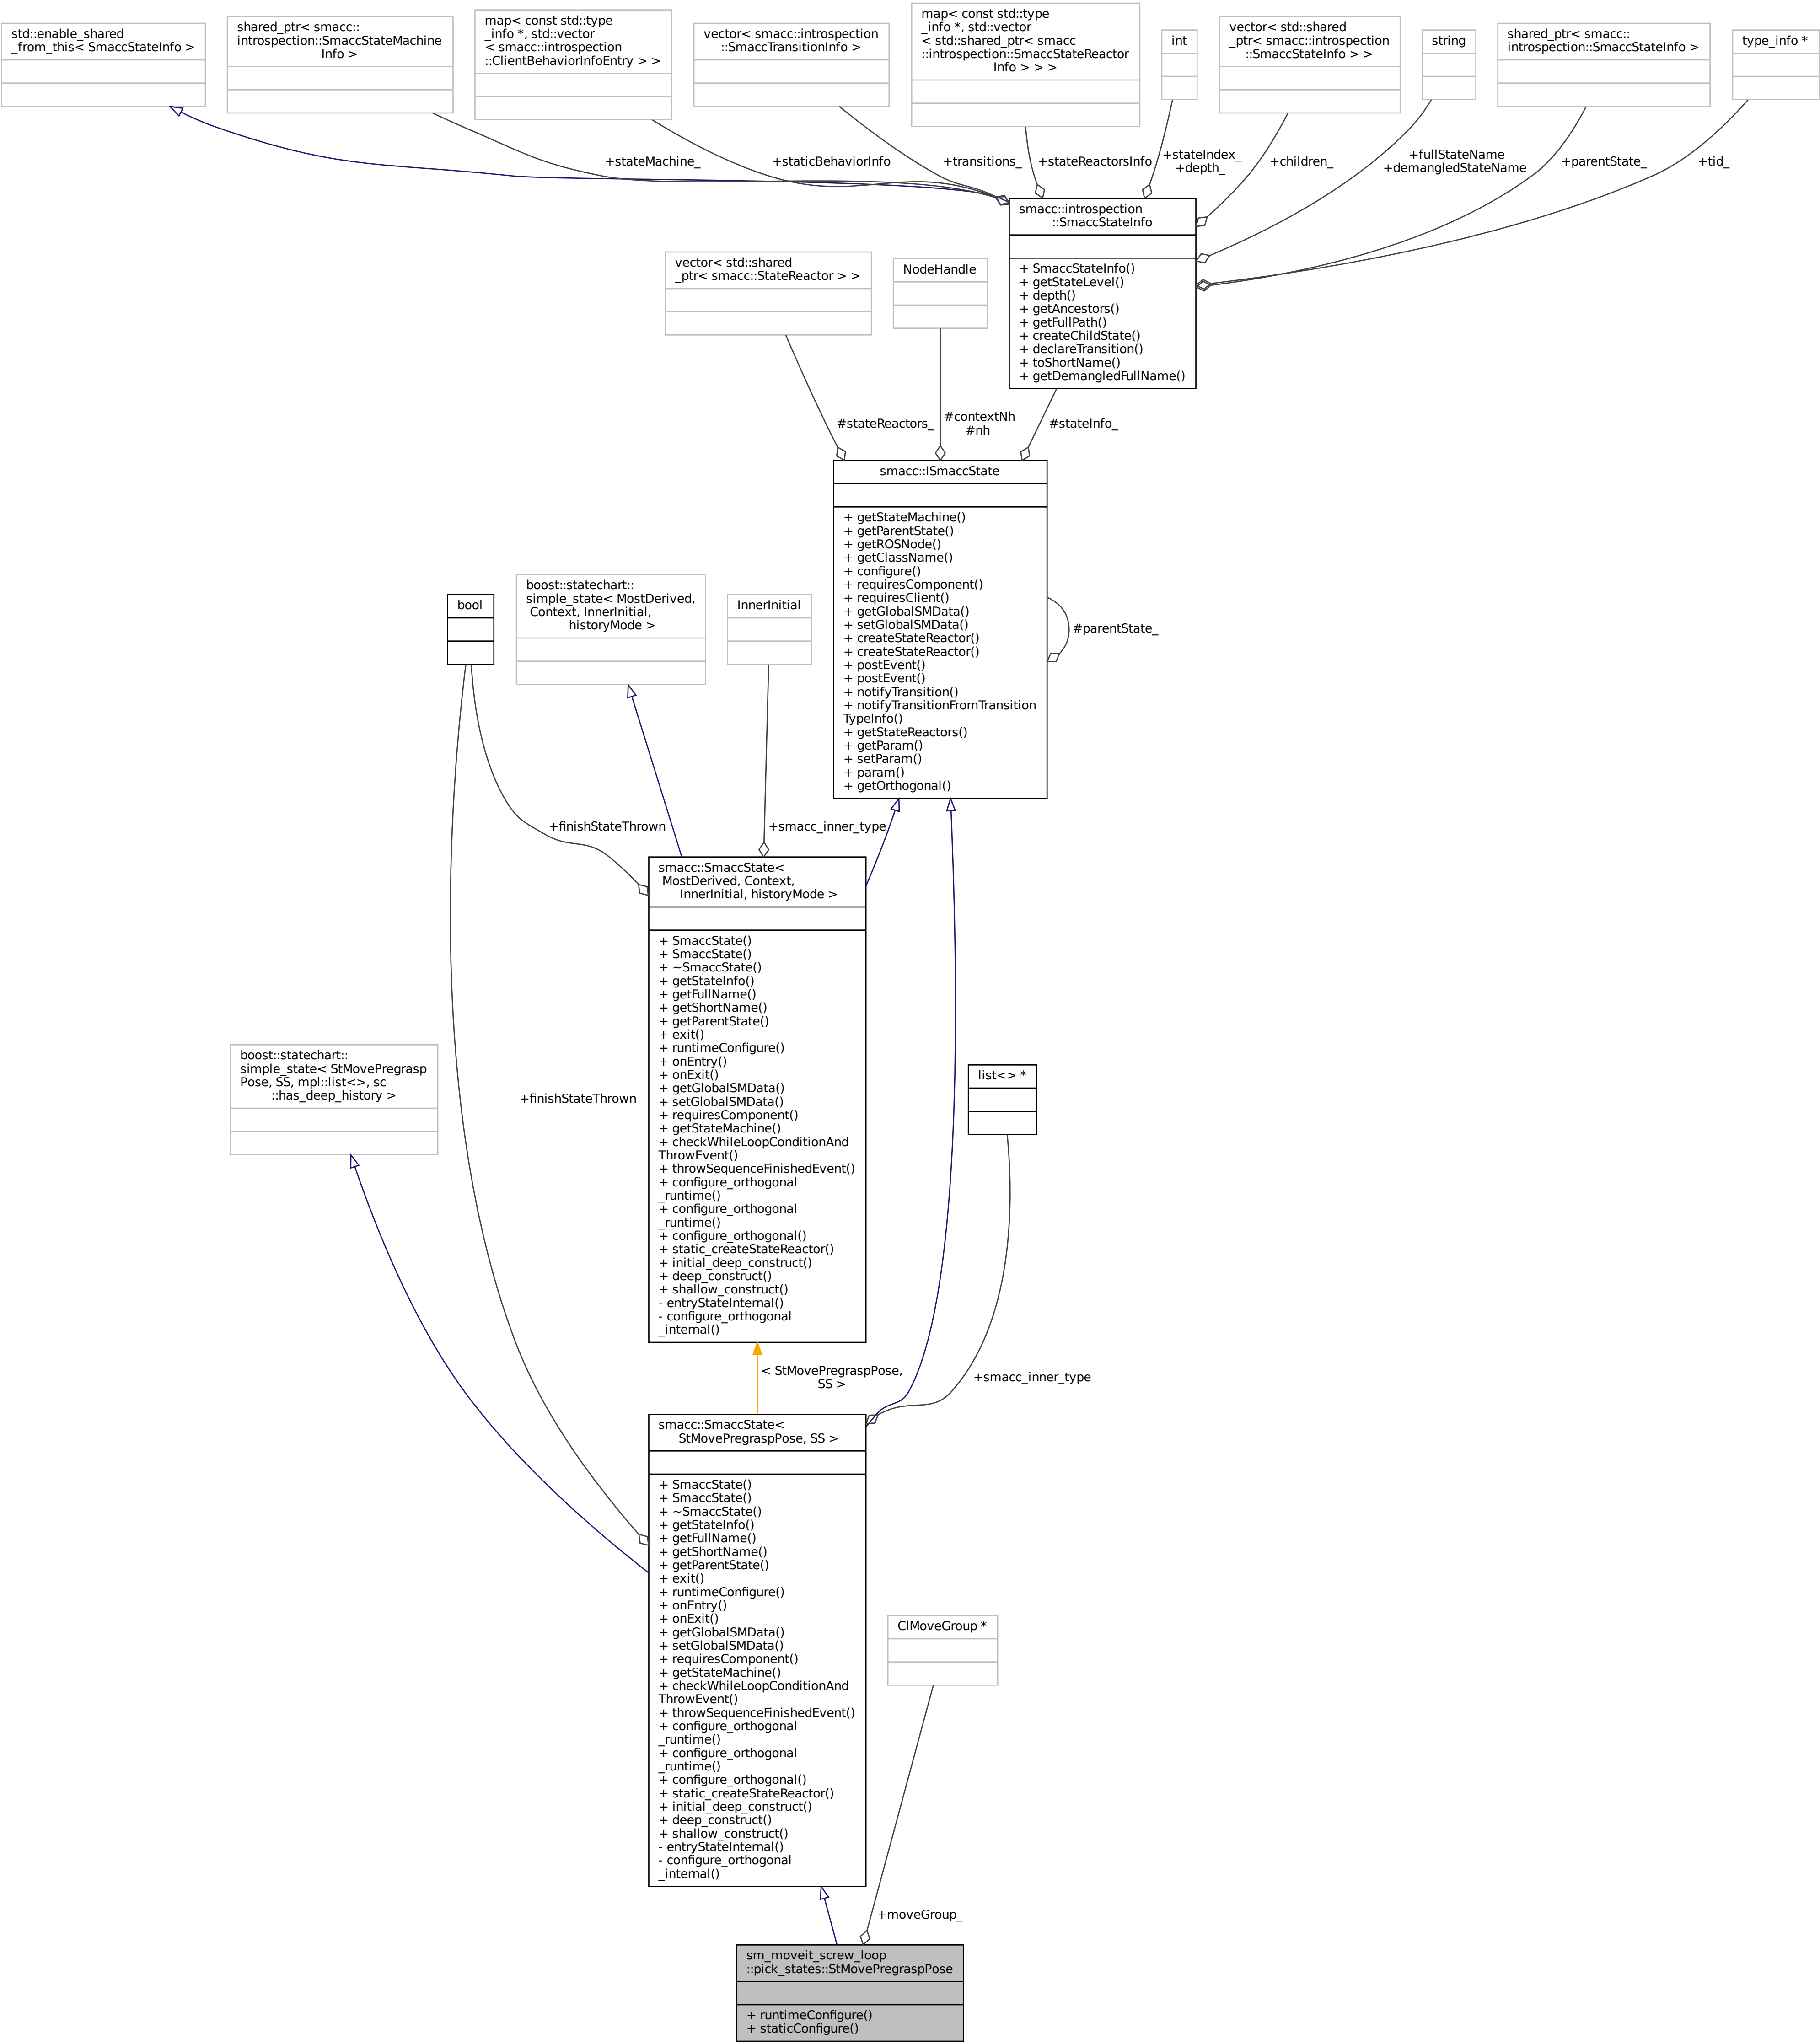 std::enable_shared
_from_this< SmaccStateInfo >
shared_ptr< smacc::
introspection::SmaccStateMachine
Info >
map< const std::type
_info *, std::vector
< smacc::introspection
::ClientBehaviorInfoEntry > >
vector< smacc::introspection
::SmaccTransitionInfo >
map< const std::type
_info *, std::vector
< std::shared_ptr< smacc
::introspection::SmaccStateReactor
Info > > >
int
vector< std::shared
_ptr< smacc::introspection
::SmaccStateInfo > >
string
shared_ptr< smacc::
introspection::SmaccStateInfo >
type_info *
+stateMachine_
+staticBehaviorInfo
+transitions_
+stateReactorsInfo
+stateIndex_
+depth_
+children_
+fullStateName
+demangledStateName
+parentState_
+tid_
smacc::introspection
::SmaccStateInfo
+ SmaccStateInfo()
+ getStateLevel()
+ depth()
+ getAncestors()
+ getFullPath()
+ createChildState()
+ declareTransition()
+ toShortName()
+ getDemangledFullName()
vector< std::shared
_ptr< smacc::StateReactor > >
NodeHandle
#stateReactors_
#contextNh
#nh
#stateInfo_
smacc::ISmaccState
+ getStateMachine()
+ getParentState()
+ getROSNode()
+ getClassName()
+ configure()
+ requiresComponent()
+ requiresClient()
+ getGlobalSMData()
+ setGlobalSMData()
+ createStateReactor()
+ createStateReactor()
+ postEvent()
+ postEvent()
+ notifyTransition()
+ notifyTransitionFromTransition
TypeInfo()
+ getStateReactors()
+ getParam()
+ setParam()
+ param()
+ getOrthogonal()
#parentState_
bool
boost::statechart::
simple_state< MostDerived,
Context, InnerInitial,
historyMode >
InnerInitial
+finishStateThrown
+smacc_inner_type
smacc::SmaccState<
MostDerived, Context,
InnerInitial, historyMode >
+ SmaccState()
+ SmaccState()
+ ~SmaccState()
+ getStateInfo()
+ getFullName()
+ getShortName()
+ getParentState()
+ exit()
+ runtimeConfigure()
+ onEntry()
+ onExit()
+ getGlobalSMData()
+ setGlobalSMData()
+ requiresComponent()
+ getStateMachine()
+ checkWhileLoopConditionAnd
ThrowEvent()
+ throwSequenceFinishedEvent()
+ configure_orthogonal
_runtime()
+ configure_orthogonal
_runtime()
+ configure_orthogonal()
+ static_createStateReactor()
+ initial_deep_construct()
+ deep_construct()
+ shallow_construct()
- entryStateInternal()
- configure_orthogonal
_internal()
boost::statechart::
simple_state< StMovePregrasp
Pose, SS, mpl::list<>, sc
::has_deep_history >
+finishStateThrown
list<> *
< StMovePregraspPose,
SS >
+smacc_inner_type
smacc::SmaccState<
StMovePregraspPose, SS >
+ SmaccState()
+ SmaccState()
+ ~SmaccState()
+ getStateInfo()
+ getFullName()
+ getShortName()
+ getParentState()
+ exit()
+ runtimeConfigure()
+ onEntry()
+ onExit()
+ getGlobalSMData()
+ setGlobalSMData()
+ requiresComponent()
+ getStateMachine()
+ checkWhileLoopConditionAnd
ThrowEvent()
+ throwSequenceFinishedEvent()
+ configure_orthogonal
_runtime()
+ configure_orthogonal
_runtime()
+ configure_orthogonal()
+ static_createStateReactor()
+ initial_deep_construct()
+ deep_construct()
+ shallow_construct()
- entryStateInternal()
- configure_orthogonal
_internal()
ClMoveGroup *
+moveGroup_
sm_moveit_screw_loop
::pick_states::StMovePregraspPose
+ runtimeConfigure()
+ staticConfigure()